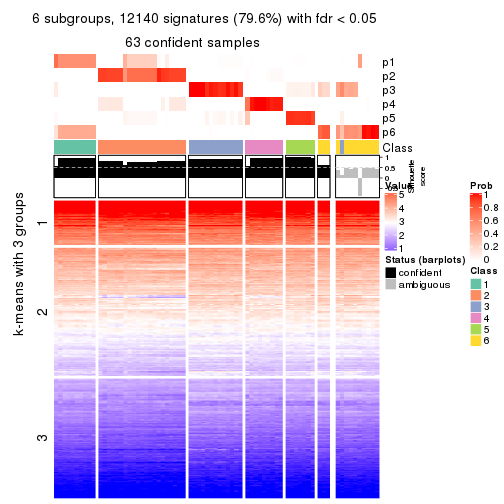 6 subgroups, 12140 signatures (79.6%) with fdr < 0.05
63 confident samples
p1
p2
p3
p4
p5
p6
Class
1
0.5
0
Silhouette
score
k-means with 3 groups
1
2
3
Value
5
4
3
2
1
Status (barplots)
confident
ambiguous
Prob
1
0.8
0.6
0.4
0.2
0
Class
1
2
3
4
5
6